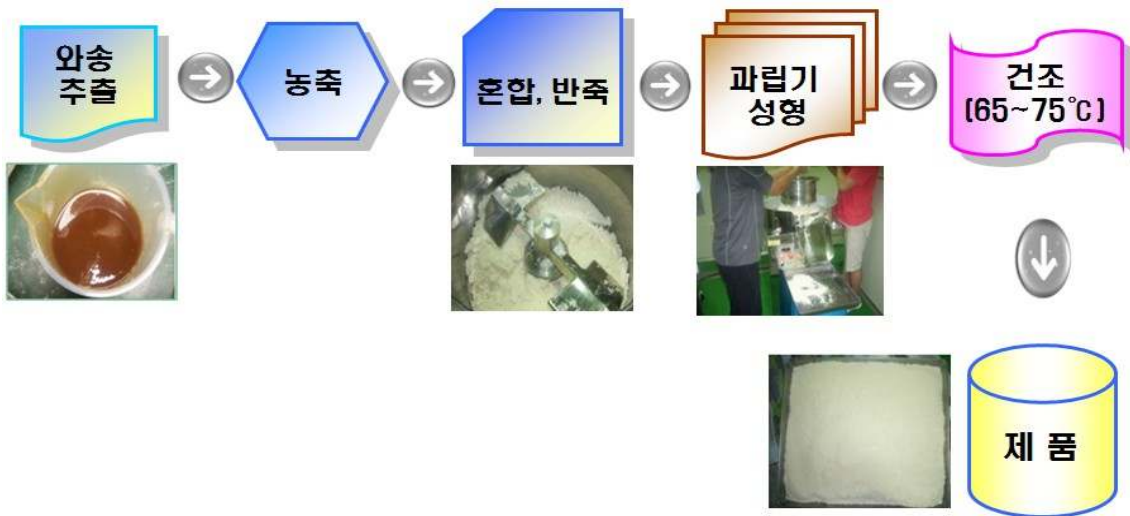 와송
추출
농축
혼합, 반죽
과립기
성형
건조
(65~75℃)
제 품